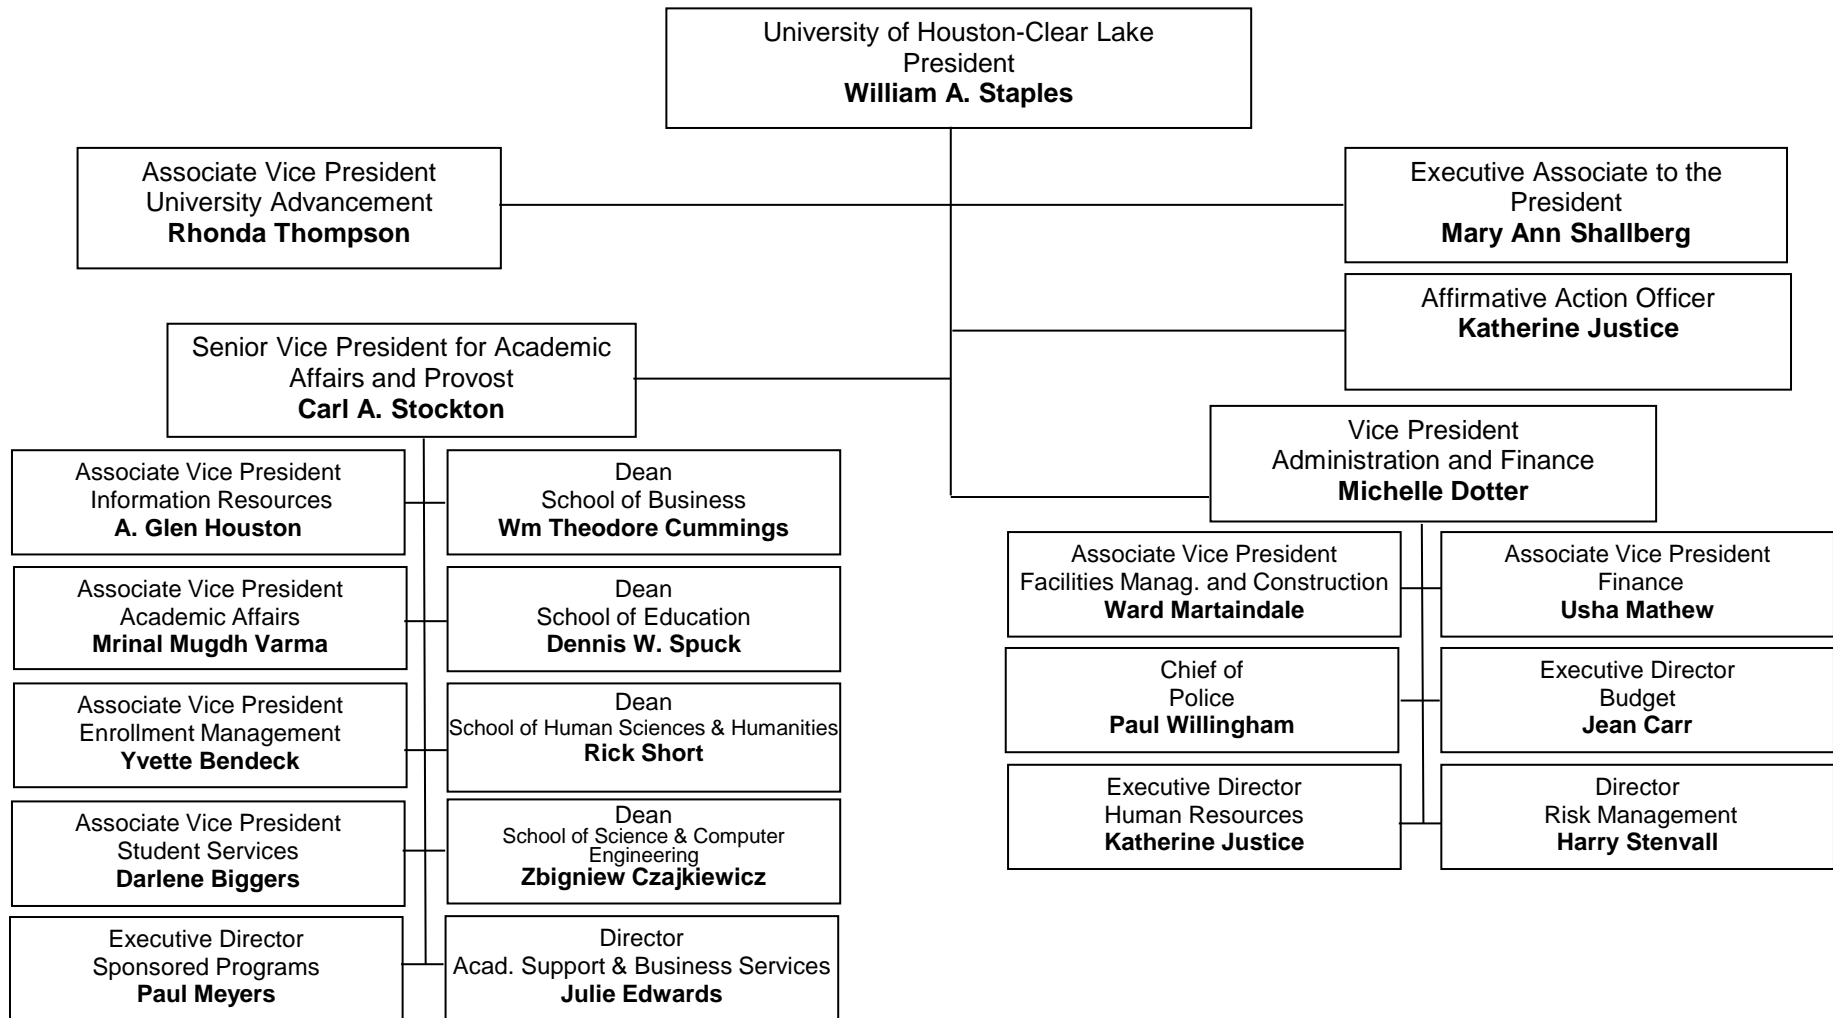 University of Houston-Clear Lake
President
William A. Staples
Associate Vice President
University Advancement
Rhonda Thompson
Executive Associate to the
President
Mary Ann Shallberg
Affirmative Action Officer
Katherine Justice
Senior Vice President for Academic
Affairs and Provost
Carl A. Stockton
Vice President
Administration and Finance
Michelle Dotter
Associate Vice President
Information Resources
A. Glen Houston
Dean
School of Business
Wm Theodore Cummings
Associate Vice President
Academic Affairs
Mrinal Mugdh Varma
Dean
School of Education
Dennis W. Spuck
Associate Vice President
Enrollment Management
Yvette Bendeck
Dean
School of Human Sciences & Humanities
Rick Short
Associate Vice President
Student Services
Darlene Biggers
Dean
School of Science & Computer
Engineering
Zbigniew Czajkiewicz
Executive Director
Sponsored Programs
Paul Meyers
Director
Acad. Support & Business Services
Julie Edwards
Associate Vice President
Facilities Manag. and Construction
Ward Martaindale
Associate Vice President
Finance
Usha Mathew
Chief of
Police
Paul Willingham
Executive Director
Budget
Jean Carr
Executive Director
Human Resources
Katherine Justice
Director
Risk Management
Harry Stenvall